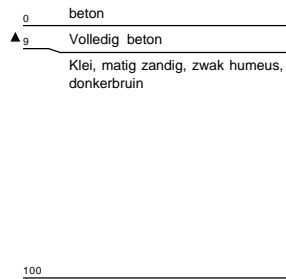 0 beton
9 Volledig beton
Klei, matig zandig, zwak humeus,
donkerbruin
100